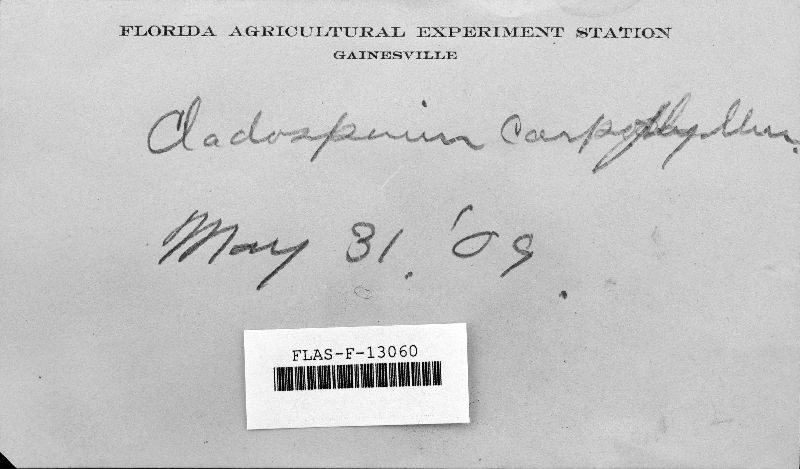 FLORIDA AGRICULTURAL EXPERIMENT STATION
GAINESVILLE
Cladosporium carpophyllum.
May 31. '09.
FLAS-F-13060